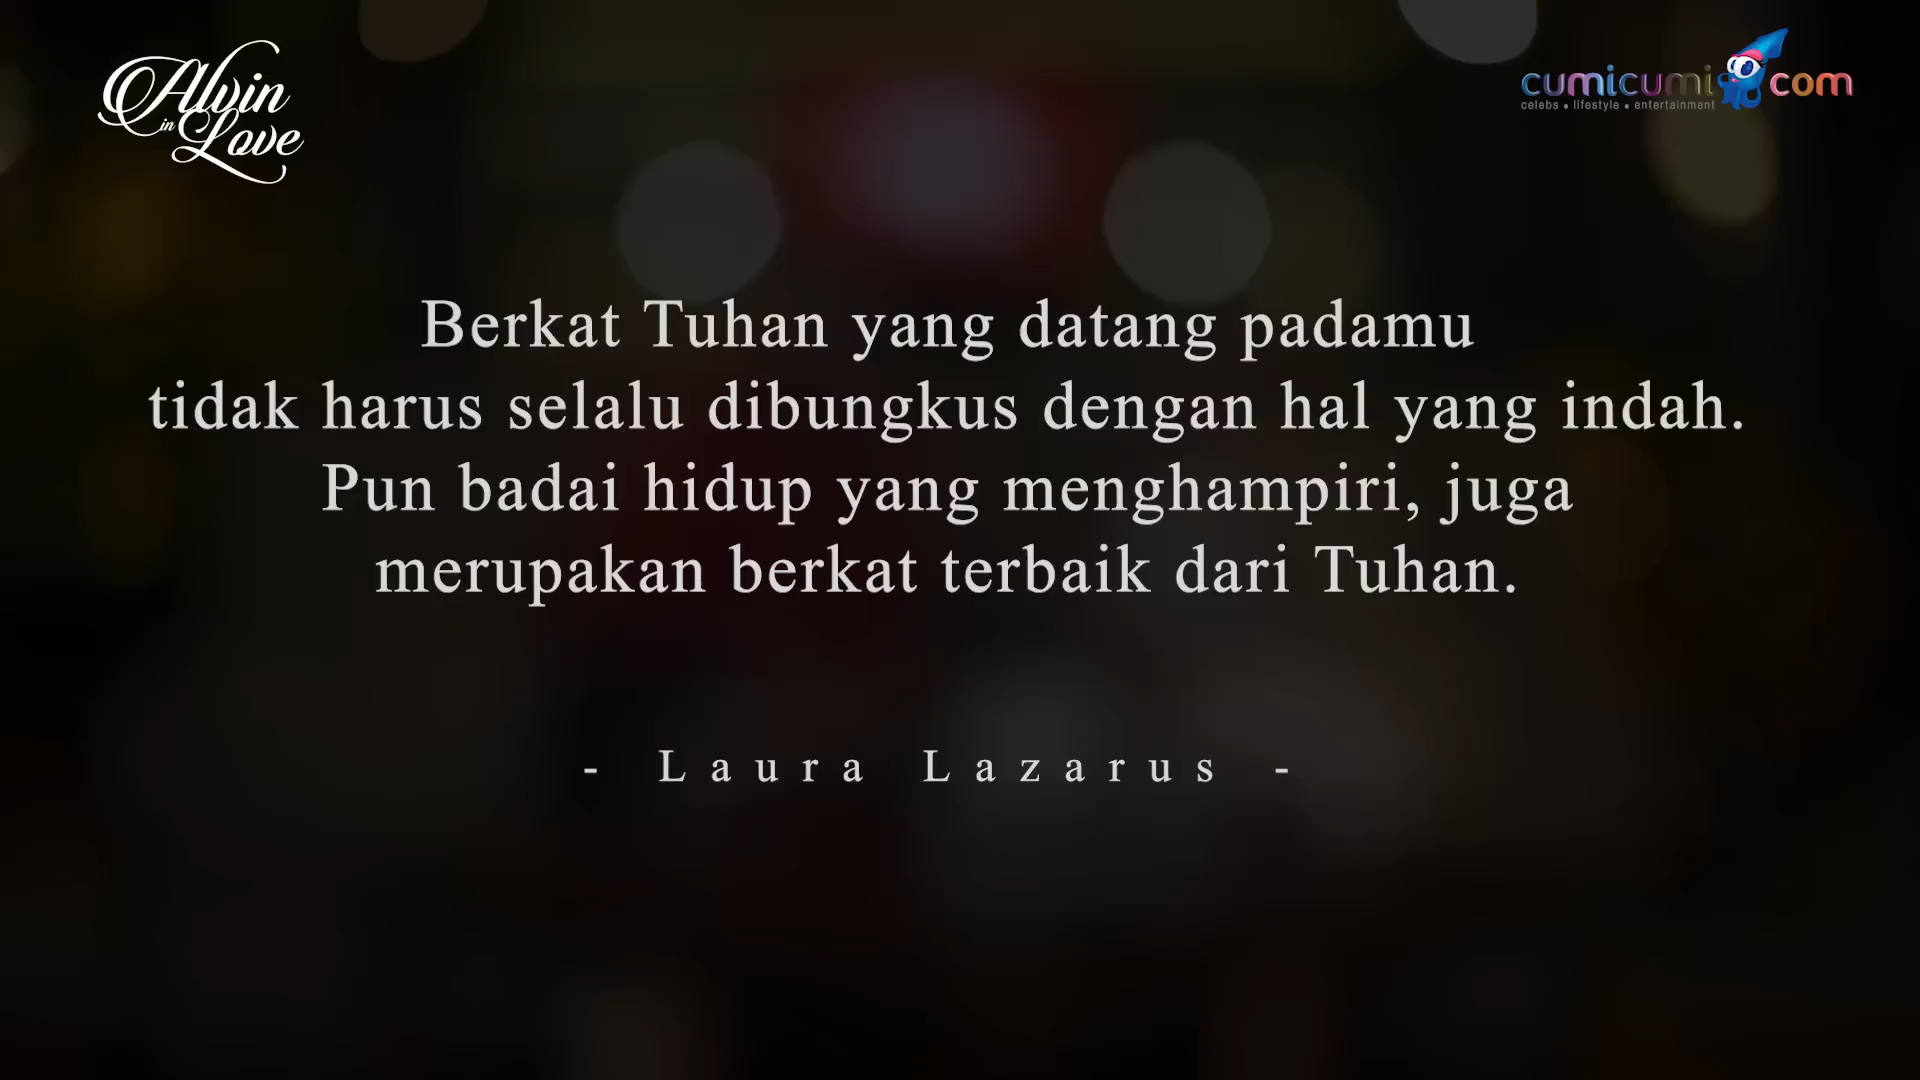 Alvin
in Love
cumicumi.com
celebs • lifestyle • entertainment
Berkat Tuhan yang datang padamu
tidak harus selalu dibungkus dengan hal yang indah.
Pun badai hidup yang menghampiri, juga
merupakan berkat terbaik dari Tuhan.
- Laura Lazarus -